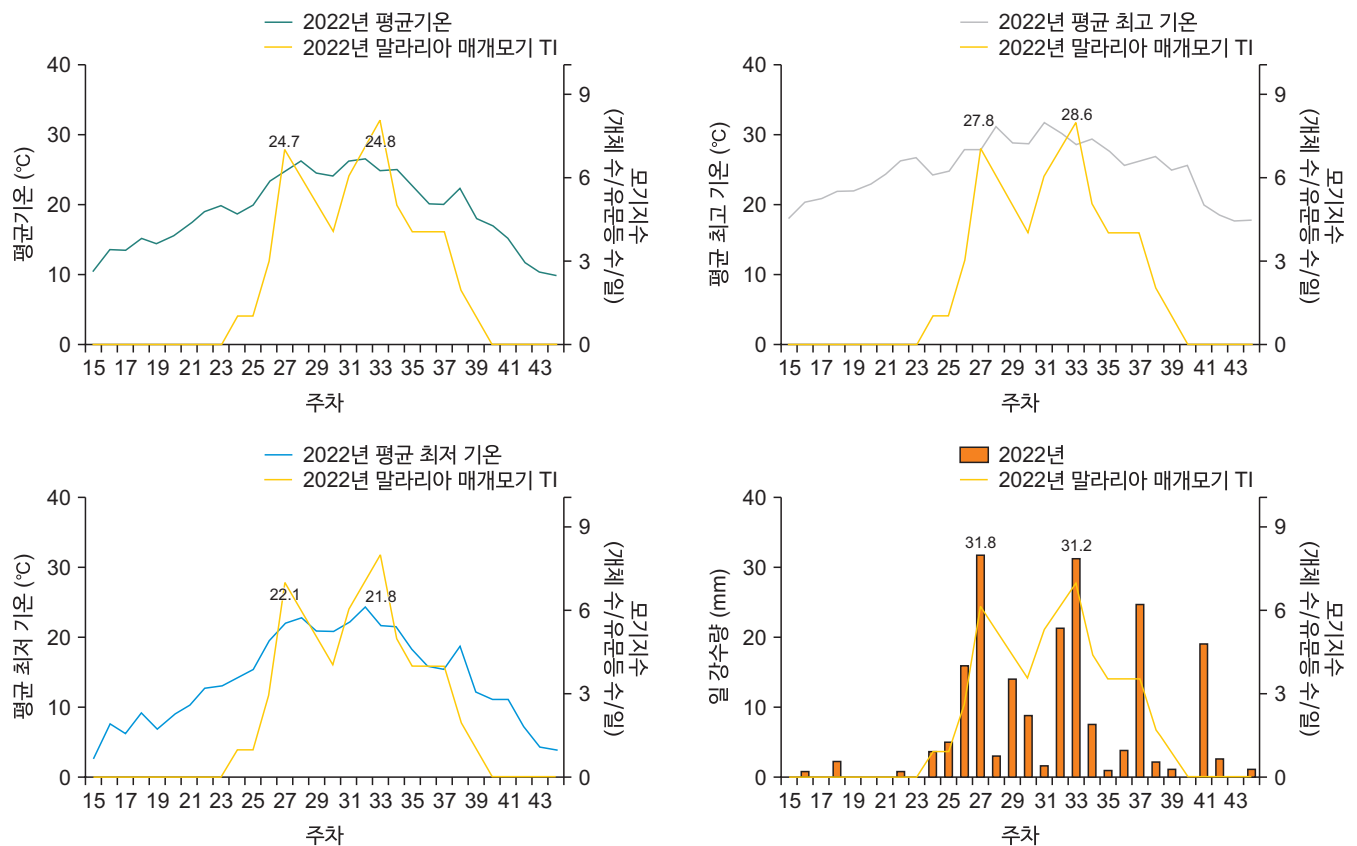 2022년 평균기온
2022년 말라리아 매개모기 TI
40
30
20
10
0
평균기온 (℃)
24.7
24.8
9
6
3
0
모기지수
(개체 수/유문등 수/일)
15 17 19 21 23 25 27 29 31 33 35 37 39 41 43
주차
2022년 평균 최고 기온
2022년 말라리아 매개모기 TI
40
30
20
10
0
평균 최고 기온 (℃)
27.8
28.6
9
6
3
0
모기지수
(개체 수/유문등 수/일)
15 17 19 21 23 25 27 29 31 33 35 37 39 41 43
주차
2022년 평균 최저 기온
2022년 말라리아 매개모기 TI
40
30
20
10
0
평균 최저 기온 (℃)
22.1
21.8
9
6
3
0
모기지수
(개체 수/유문등 수/일)
15 17 19 21 23 25 27 29 31 33 35 37 39 41 43
주차
2022년
2022년 말라리아 매개모기 TI
40
30
20
10
0
일 강수량 (mm)
31.8
31.2
9
6
3
0
모기지수
(개체 수/유문등 수/일)
15 17 19 21 23 25 27 29 31 33 35 37 39 41 43
주차